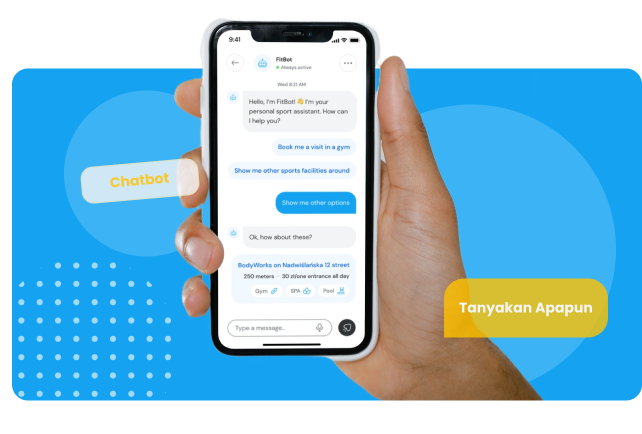 9:41
FitBot
Always active
Wed 8:21 AM
Hello, I'm FitBot! 👋 I'm your
personal sport assistant. How can
I help you?
Book me a visit in a gym
Show me other sports facilities around
Show me other options
Ok, how about these?
BodyWorks on Nadwiślańska 12 street
250 meters · 30 zł/one entrance all day
Gym
SPA
Pool
Type a message...
Chatbot
Tanyakan Apapun